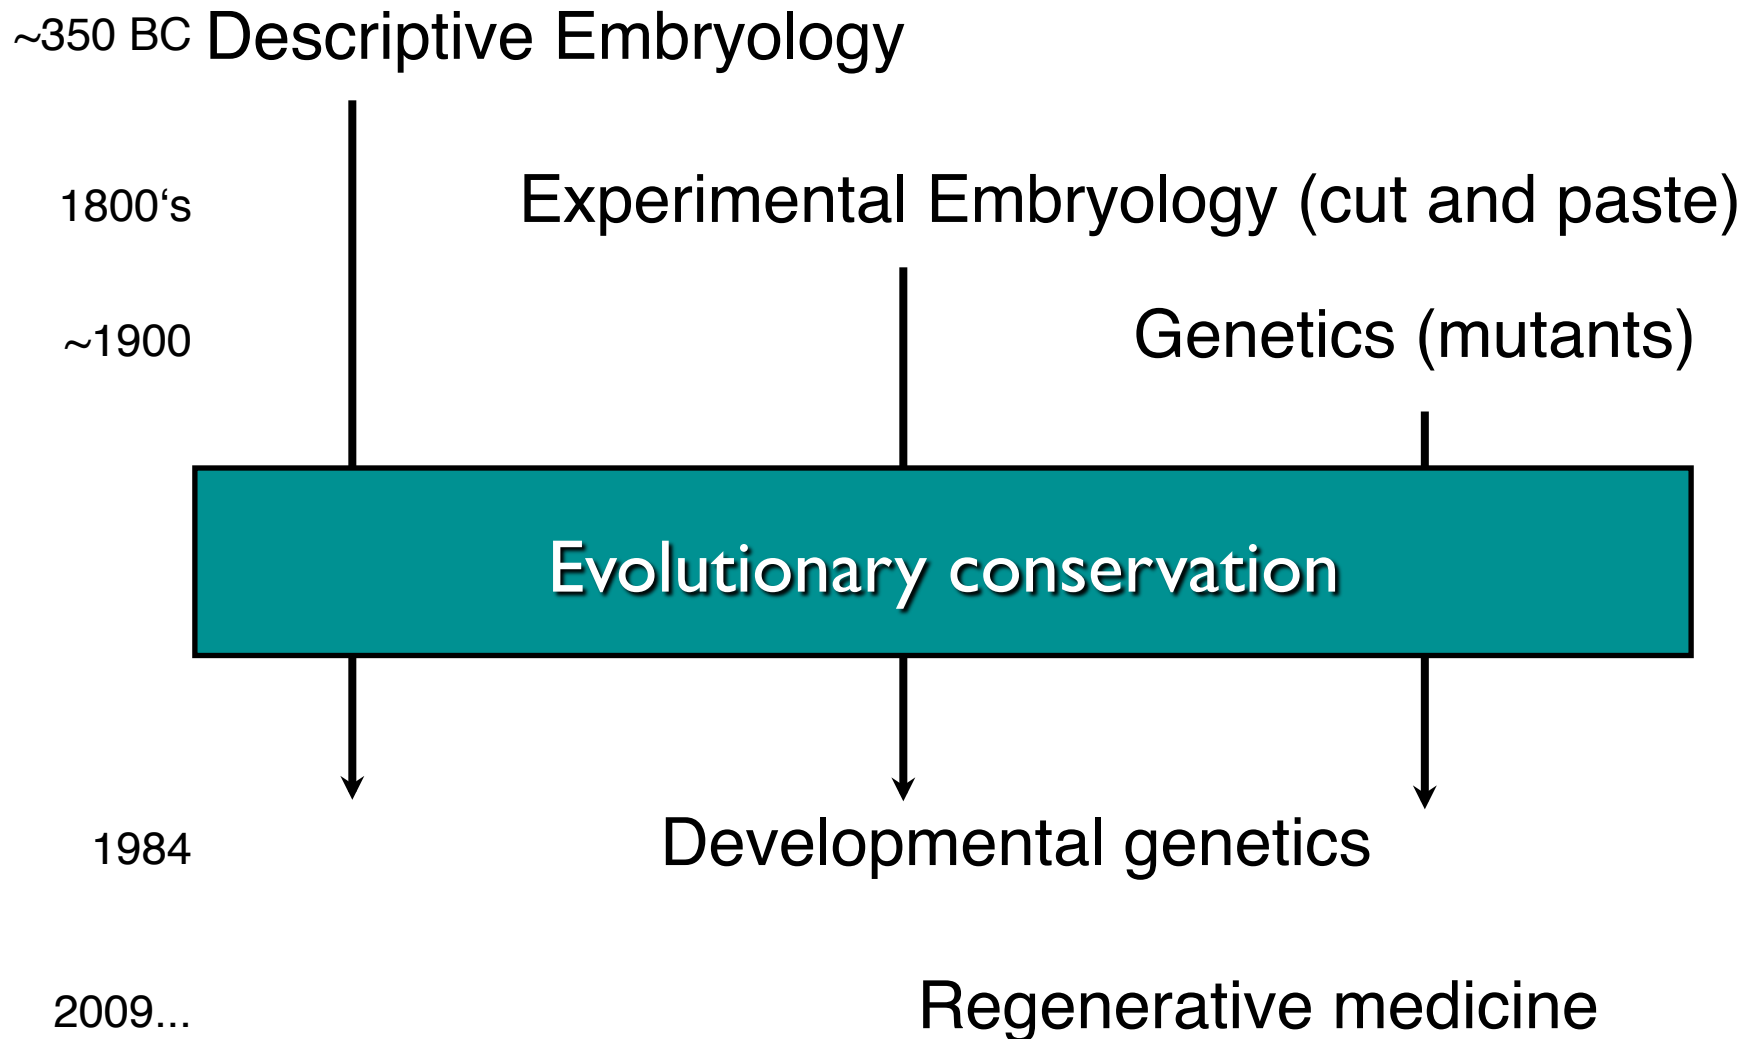 ~350 BC Descriptive Embryology
1800‘s Experimental Embryology (cut and paste)
~1900 Genetics (mutants)
Evolutionary conservation
1984 Developmental genetics
2009... Regenerative medicine